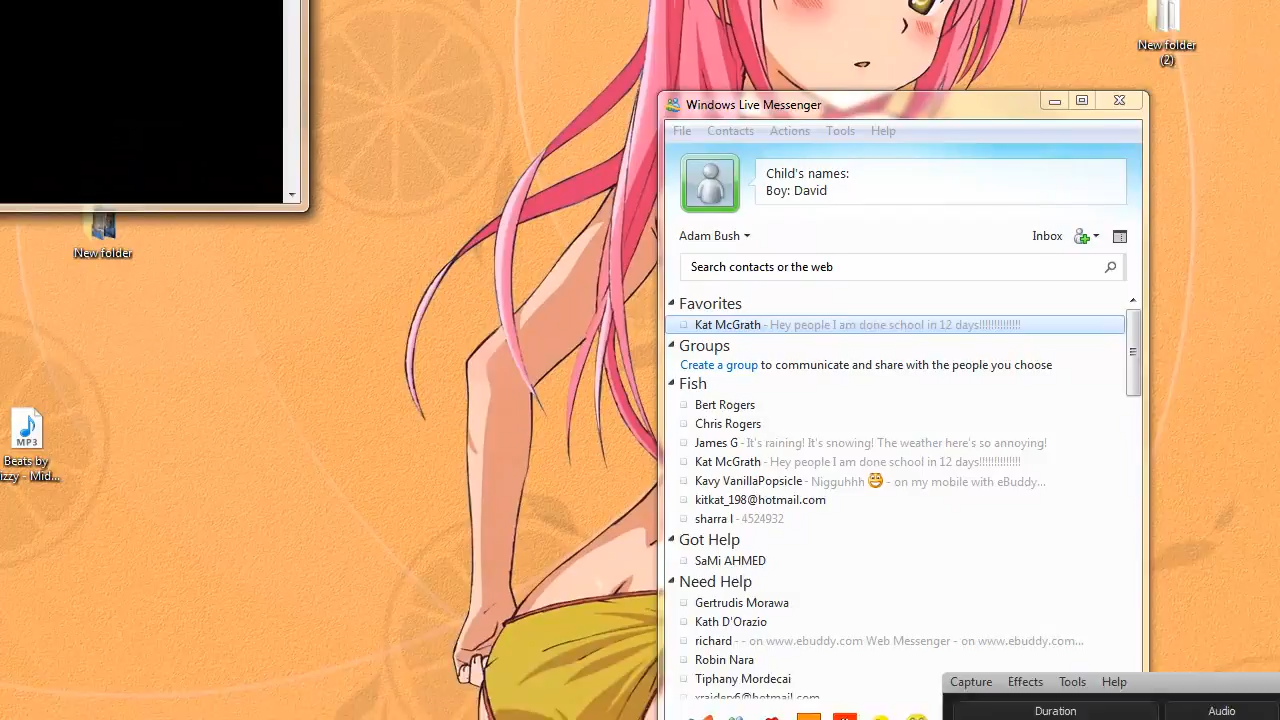 New folder
(2)
Windows Live Messenger
File Contacts Actions Tools Help
Child's names:
Boy: David
Adam Bush
Inbox
New folder
Search contacts or the web
Favorites
Kat McGrath - Hey people I am done school in 12 days!!!!!!!!!!!!!!
Groups
Create a group to communicate and share with the people you choose
Fish
Bert Rogers
Chris Rogers
James G - It's raining! It's snowing! The weather here's so annoying!
Kat McGrath - Hey people I am done school in 12 days!!!!!!!!!!!!!!
Kavy VanillaPopsicle - Nigguhhh - on my mobile with eBuddy...
kitkat_198@hotmail.com
sharra l - 4524932
MP3
Beats by
izzy - Mid...
Got Help
SaMi AHMED
Need Help
Gertrudis Morawa
Kath D'Orazio
richard - - on www.ebuddy.com Web Messenger - on www.ebuddy.com...
Robin Nara
Tiphany Mordecai
Capture Effects Tools Help
Duration
Audio